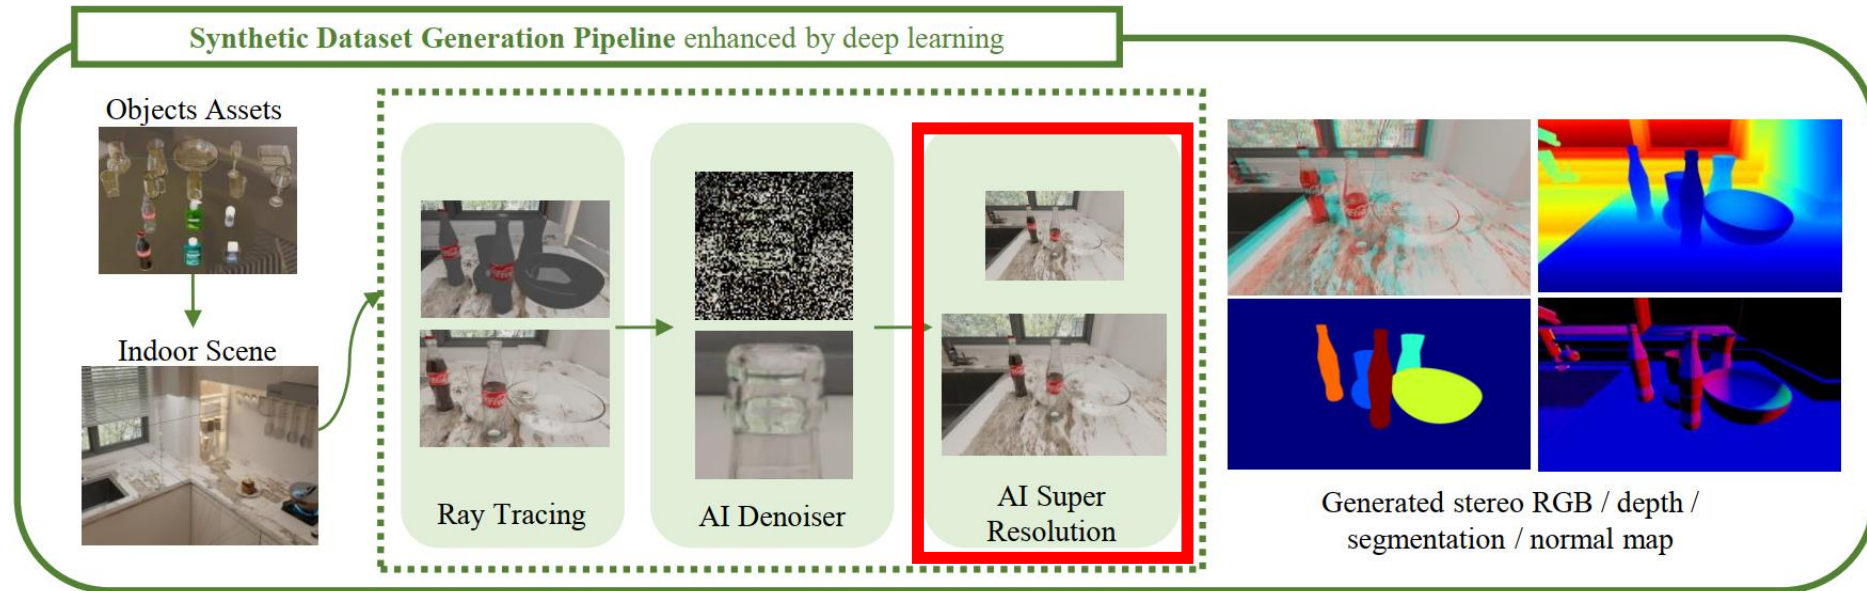 Synthetic Dataset Generation Pipeline enhanced by deep learning
Objects Assets
Indoor Scene
Ray Tracing
AI Denoiser
AI Super
Resolution
Generated stereo RGB / depth /
segmentation / normal map